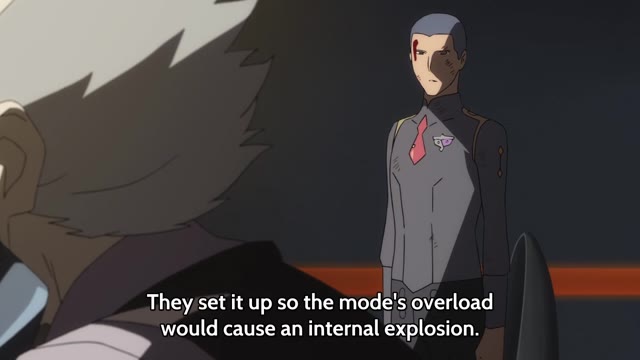 They set it up so the mode's overload
would cause an internal explosion.